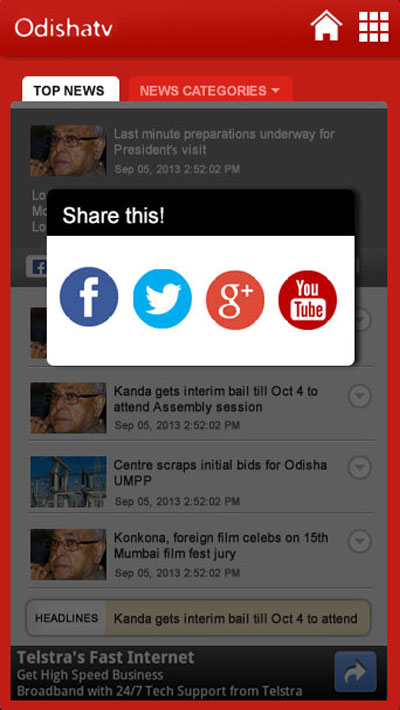 Odishatv
TOP NEWS
NEWS CATEGORIES
Last minute preparations underway for
President's visit
Sep 05, 2013 2:52:02 PM
Lo
Mo
Lo
Share this!
f
g+
You
Tube
Kanda gets interim bail till Oct 4 to
attend Assembly session
Sep 05, 2013 2:52:02 PM
Centre scraps initial bids for Odisha
UMPP
Sep 05, 2013 2:52:02 PM
Konkona, foreign film celebs on 15th
Mumbai film fest jury
Sep 05, 2013 2:52:02 PM
HEADLINES
Kanda gets interim bail till Oct 4 to attend
Telstra's Fast Internet
Get High Speed Business
Broadband with 24/7 Tech Support from Telstra